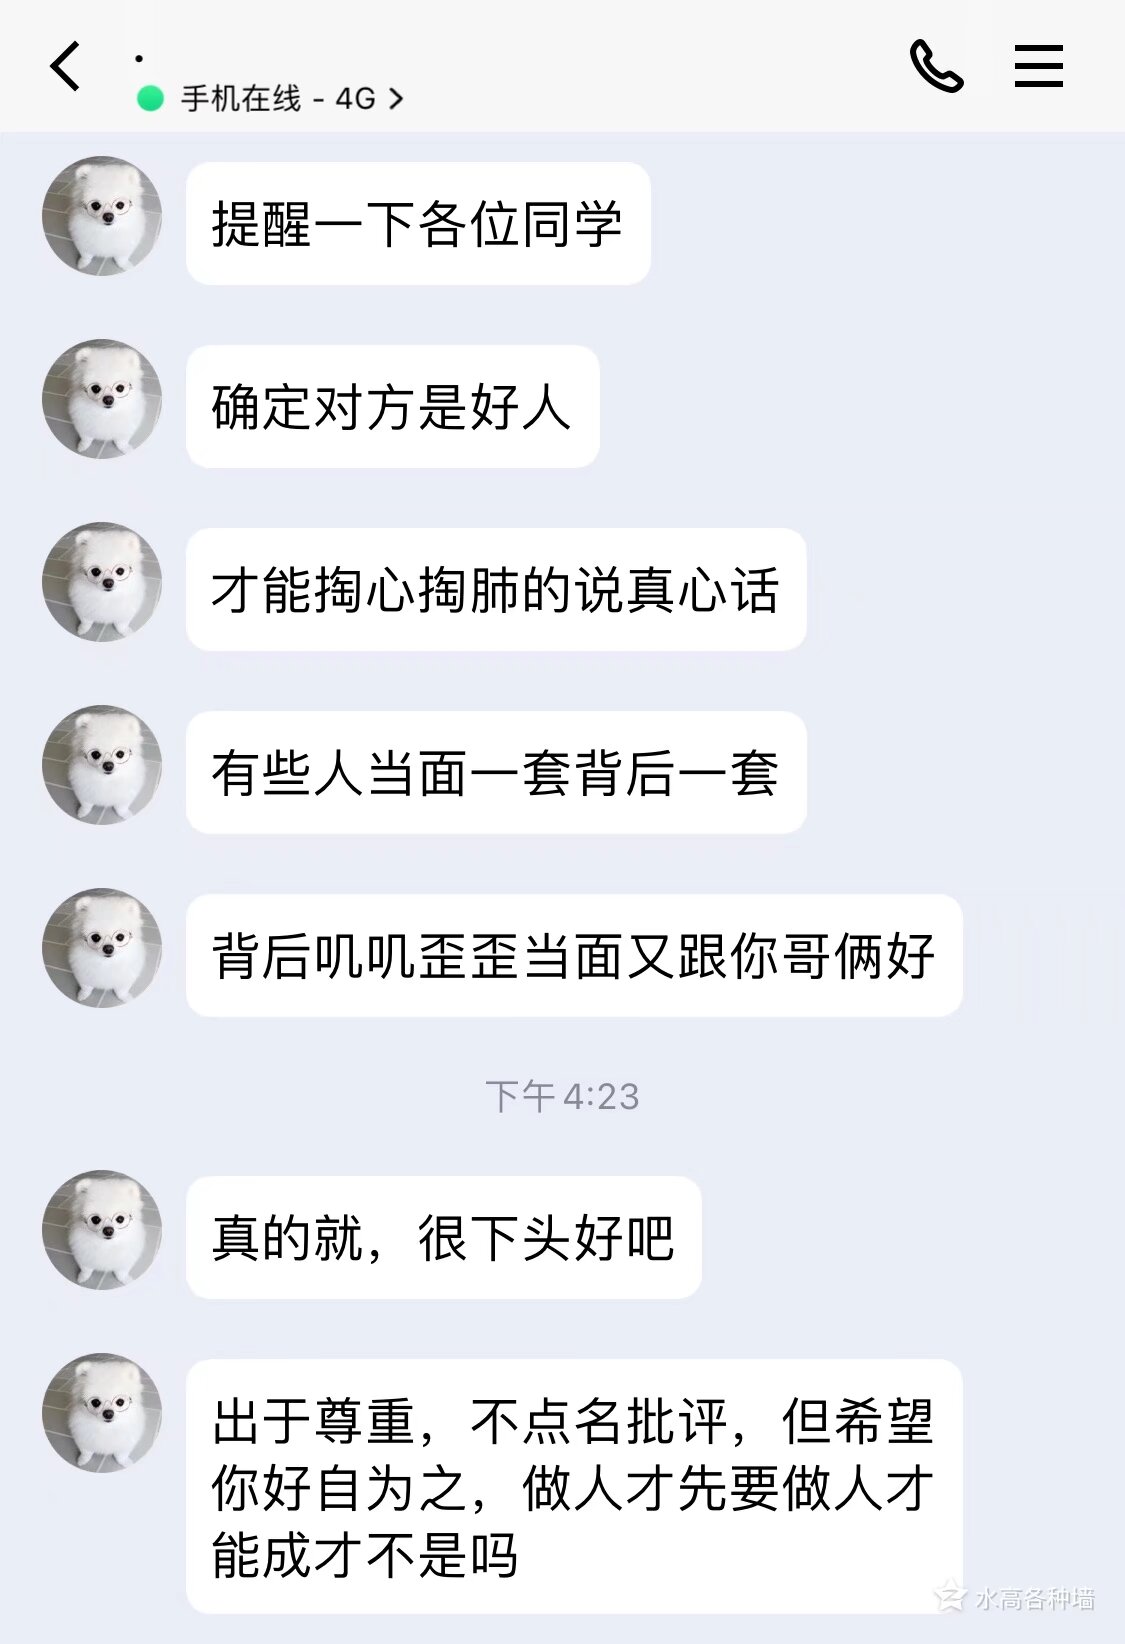 手机在线 - 4G
提醒一下各位同学
确定对方是好人
才能掏心掏肺的说真心话
有些人当面一套背后一套
背后叽叽歪歪当面又跟你哥俩好
下午 4:23
真的就，很下头好吧
出于尊重，不点名批评，但希望
你好自为之，做人才先要做人才
能成才不是吗
水高各种墙